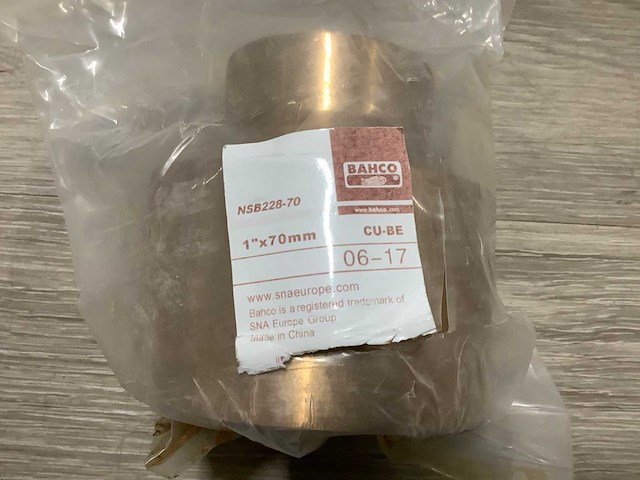 BAHCO
www.bahco.com
NSB228-70
1"x70mm CU-BE
06-17
www.snaeurope.com
Bahco is a registered trademark of
SNA Europe Group
Made in China